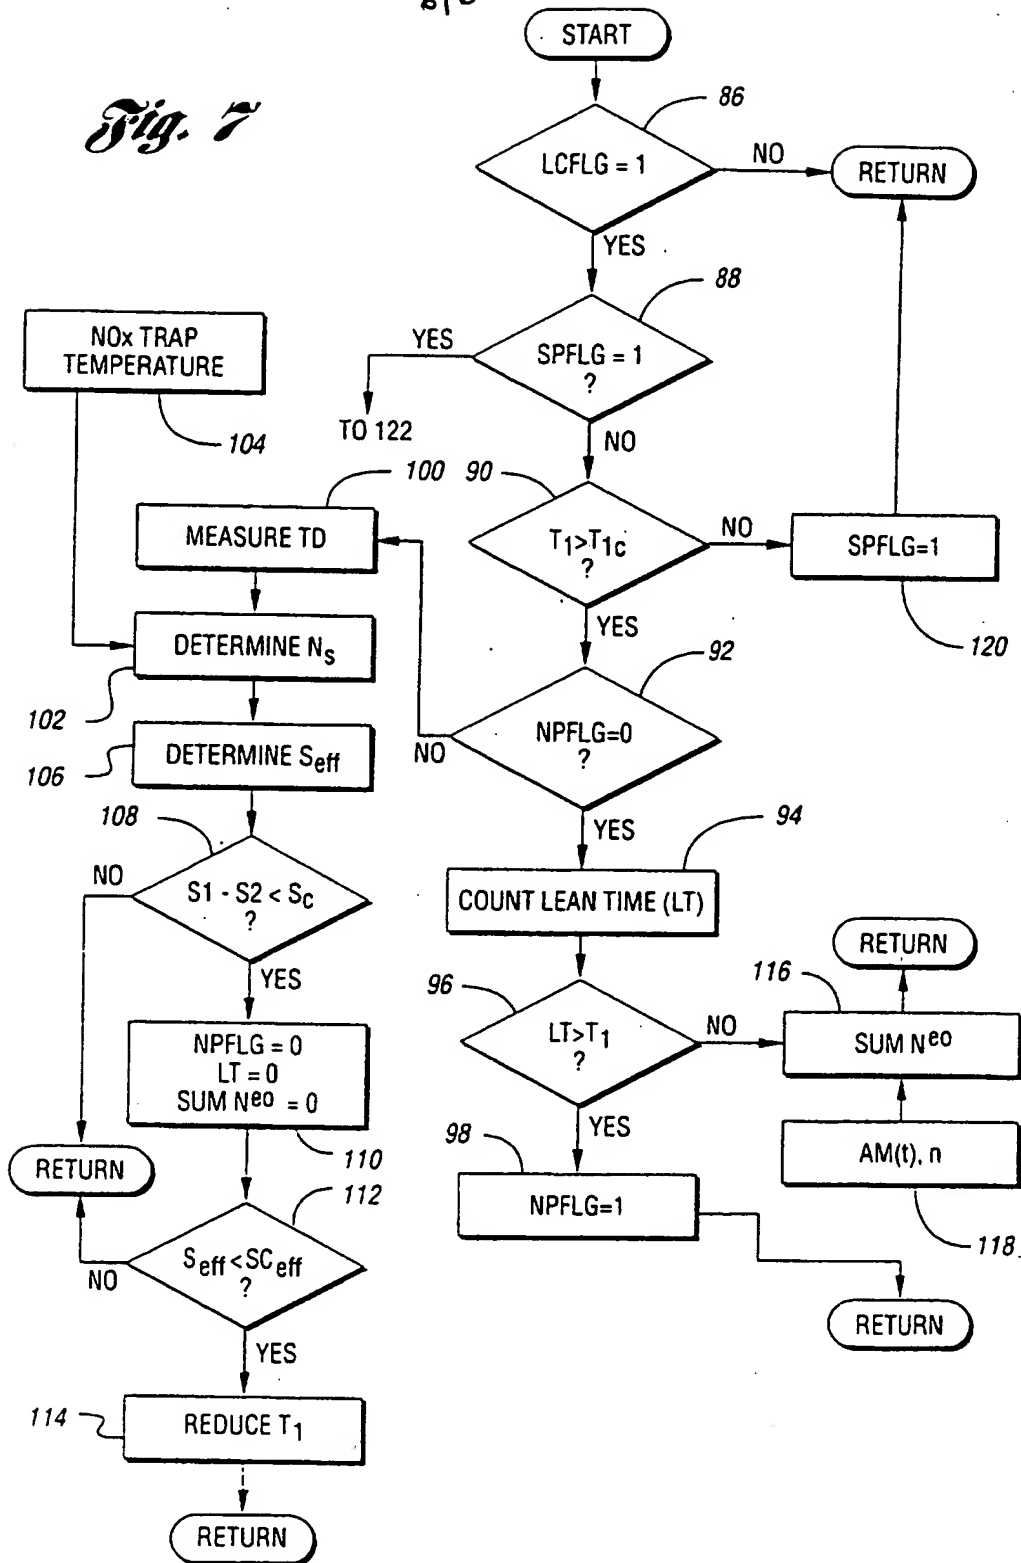 START
Fig. 7
86
LCFLG = 1
NO
RETURN
YES
88
NOx TRAP
TEMPERATURE
YES
SPFLG = 1
?
104
TO 122
NO
100
90
MEASURE TD
T1>T1c
?
NO
SPFLG=1
YES
120
DETERMINE Ns
92
102
NPFLG=0
?
NO
DETERMINE Seff
106
YES
108
94
NO
S1 - S2 < Sc
?
COUNT LEAN TIME (LT)
RETURN
YES
96
116
NPFLG = 0
LT=0
SUM Neo = 0
LT>T1
?
NO
SUM Neo
YES
98
110
AM(t), n
RETURN
112
NPFLG=1
118
Seff<SCeff
?
NO
RETURN
YES
114
REDUCE T1
RETURN